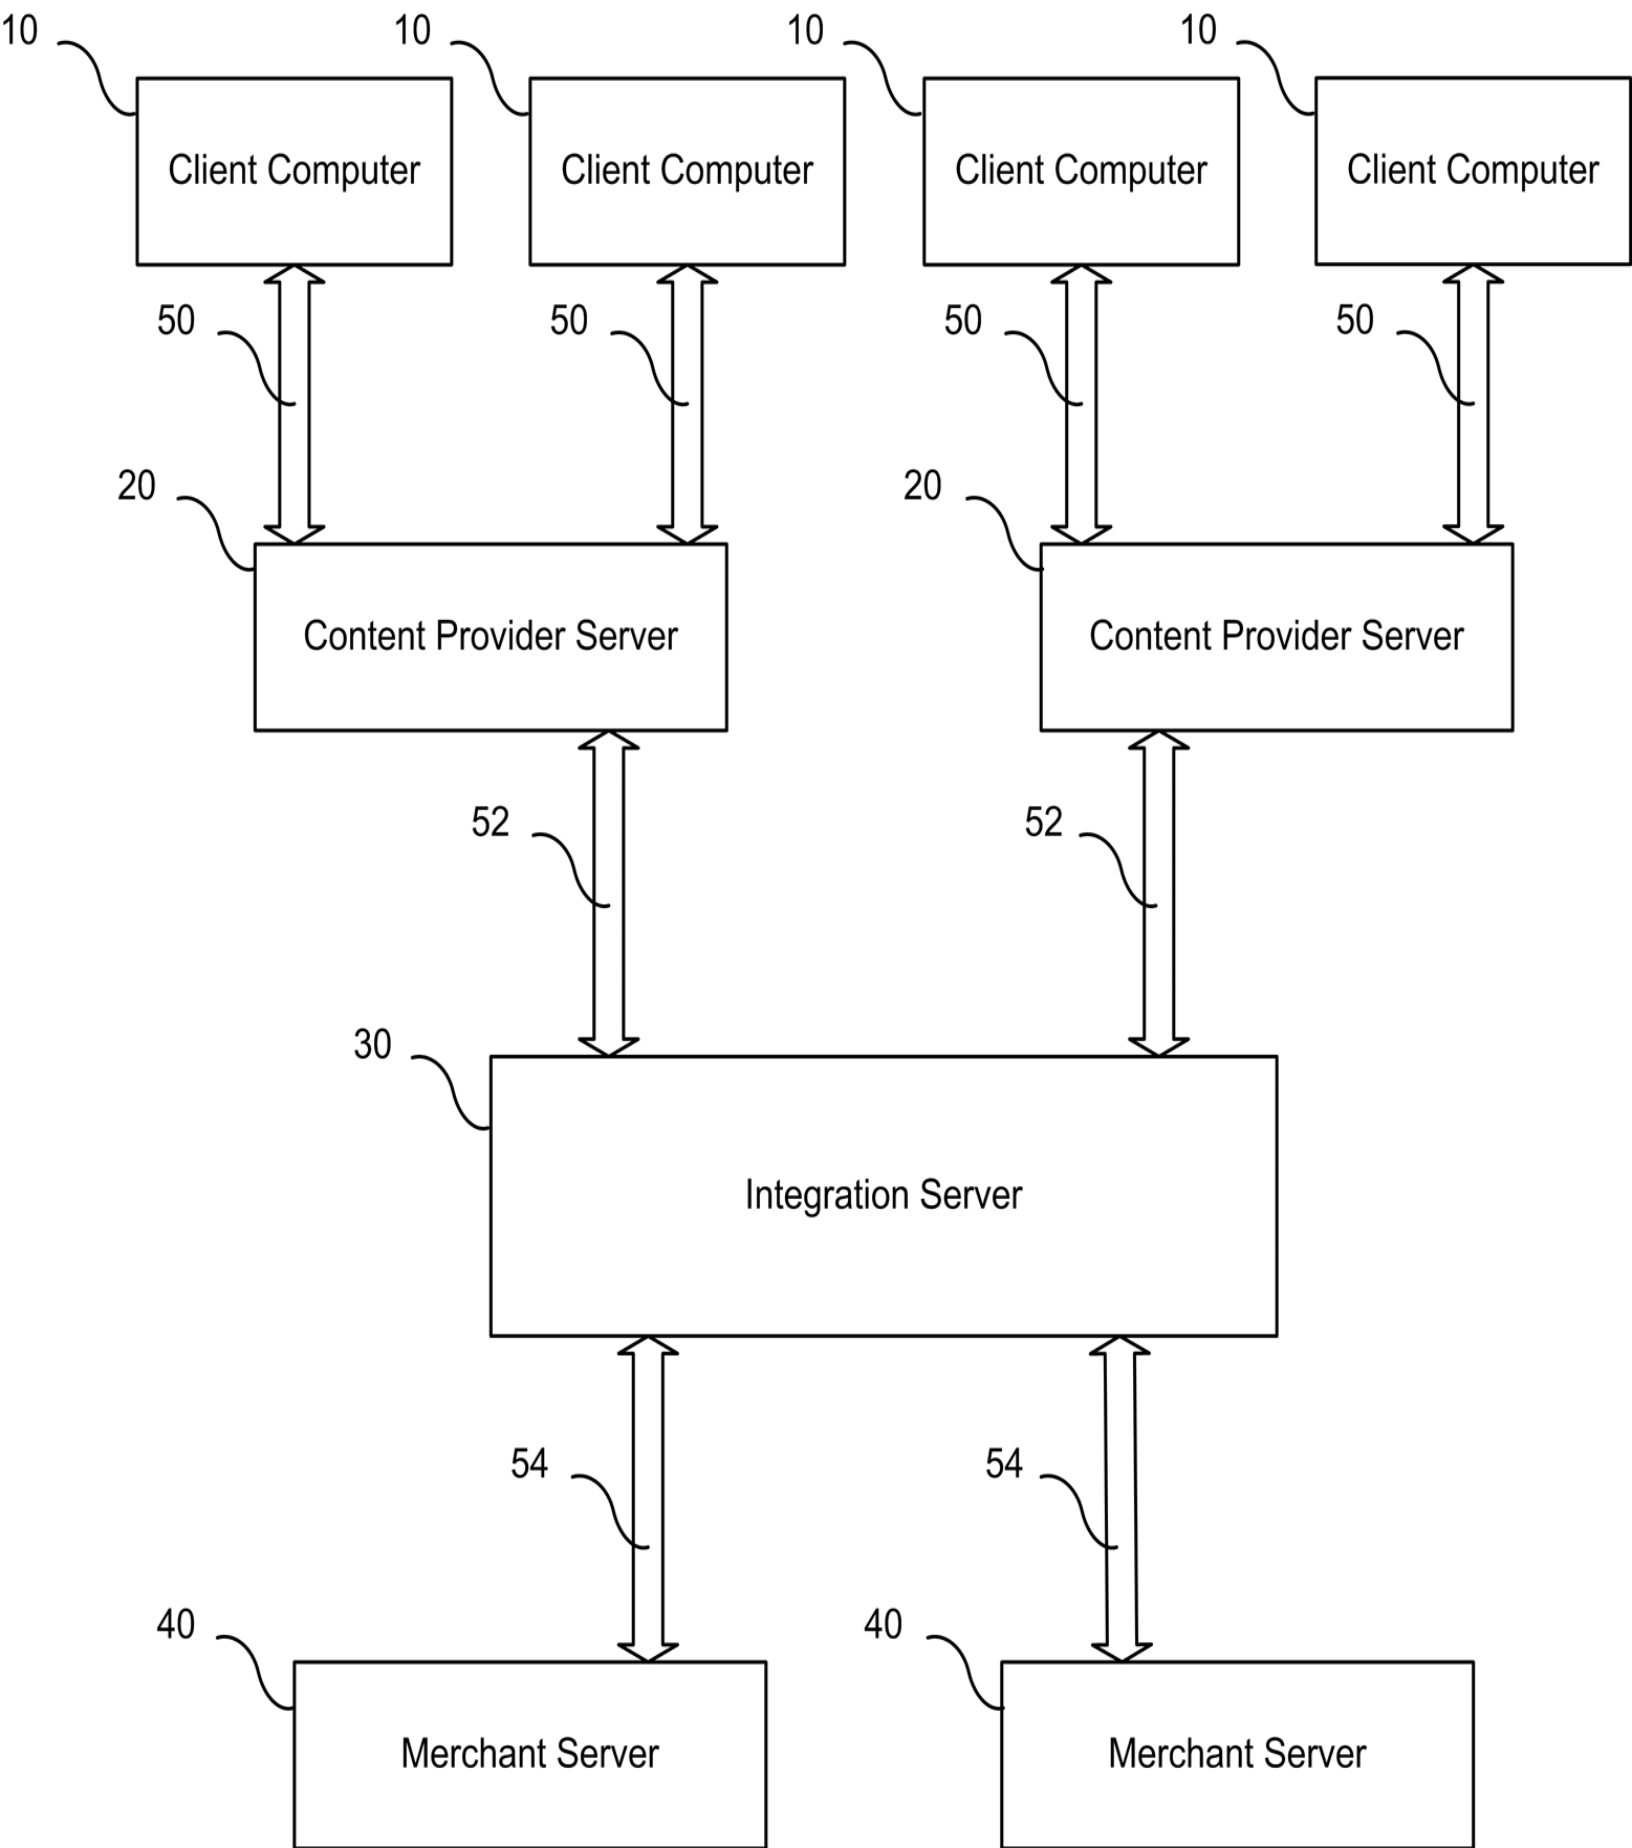 10 10 10 10
Client Computer Client Computer Client Computer Client Computer
50 50 50 50
20 20
Content Provider Server Content Provider Server
52 52
30
Integration Server
54 54
40 40
Merchant Server Merchant Server